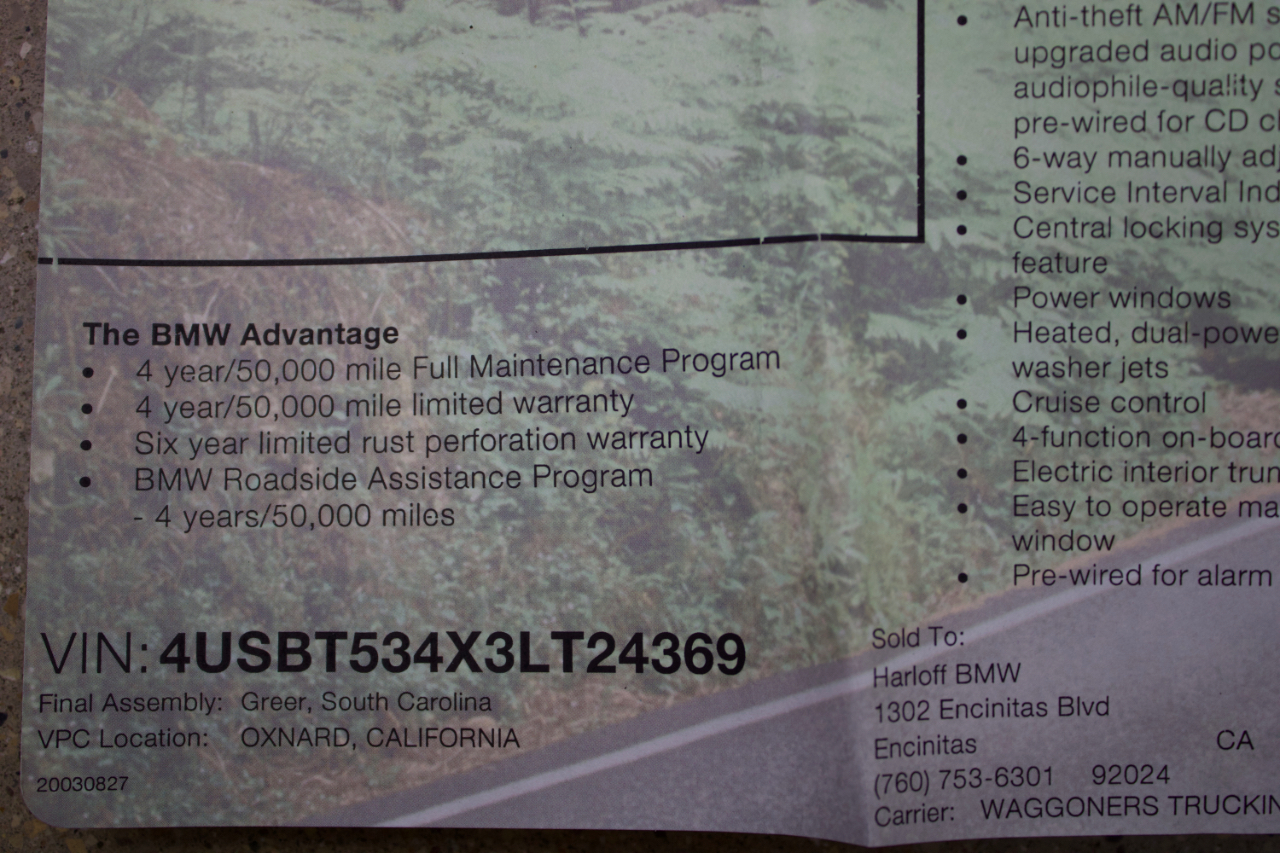 The BMW Advantage
• 4 year/50,000 mile Full Maintenance Program
• 4 year/50,000 mile limited warranty
• Six year limited rust perforation warranty
• BMW Roadside Assistance Program
- 4 years/50,000 miles
VIN: 4USBT534X3LT24369
Final Assembly: Greer, South Carolina
VPC Location: OXNARD, CALIFORNIA
20030827
• Anti-theft AM/FM
upgraded audio
audiophile-quality
pre-wired for CD
• 6-way manually
• Service Interval
• Central locking
feature
• Power windows
• Heated,
washer jets
• Cruise control
• 4-function
• Electric interior
• Easy to operate
window
• Pre-wired for alarm
Sold To:
Harloff BMW
1302 Encinitas Blvd
Encinitas CA
(760) 753-6301 92024
Carrier: WAGGONERS